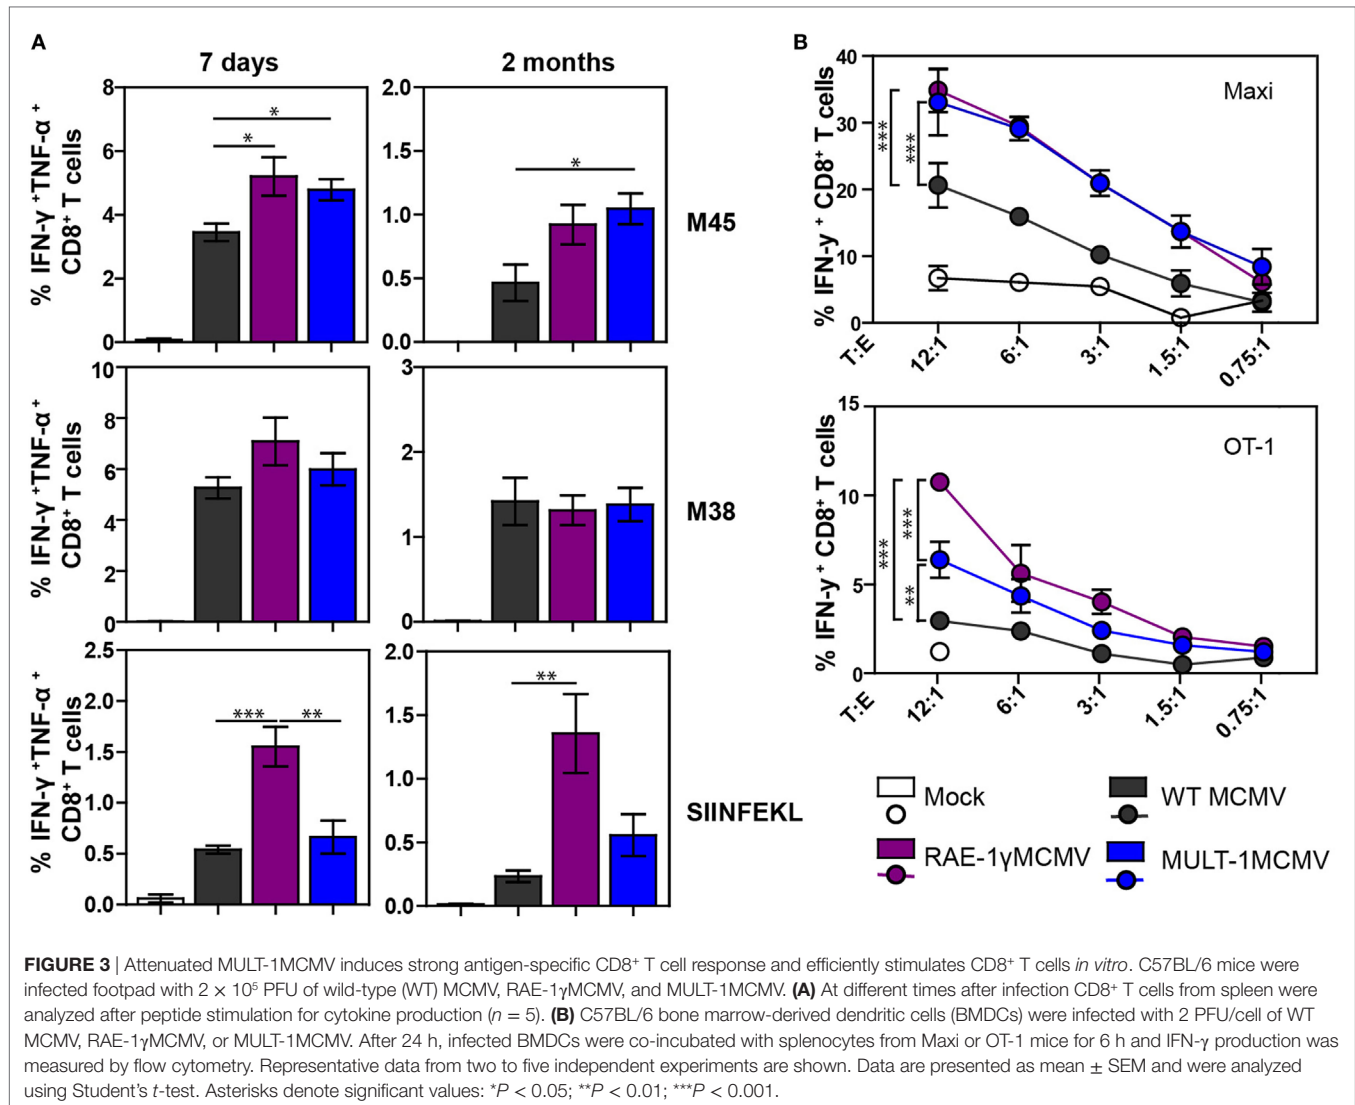 A
7 days
2 months
% IFN-γ +TNF-α +
CD8+ T cells
8
6
4
2
0
*
*
2.0
1.5
1.0
0.5
0.0
*
M45
% IFN-γ +TNF-α +
CD8+ T cells
10
8
6
4
2
0
3
2
1
0
M38
% IFN-γ +TNF-α +
CD8+ T cells
2.5
2.0
1.5
1.0
0.5
0.0
***
**
2.0
1.5
1.0
0.5
0.0
**
SIINFEKL
B
% IFN-y + CD8+ T cells
40
30
20
10
0
Maxi
***
***
T:E
12:1
6:1
3:1
1.5:1
0.75:1
% IFN-y + CD8+ T cells
15
10
5
0
OT-1
***
***
**
T:E
12:1
6:1
3:1
1.5:1
0.75:1
Mock
WT MCMV
RAE-1γMCMV
MULT-1MCMV
FIGURE 3 | Attenuated MULT-1MCMV induces strong antigen-specific CD8+ T cell response and efficiently stimulates CD8+ T cells in vitro. C57BL/6 mice were
infected footpad with 2 × 10⁵ PFU of wild-type (WT) MCMV, RAE-1γMCMV, and MULT-1MCMV. (A) At different times after infection CD8+ T cells from spleen were
analyzed after peptide stimulation for cytokine production (n = 5). (B) C57BL/6 bone marrow-derived dendritic cells (BMDCs) were infected with 2 PFU/cell of WT
MCMV, RAE-1γMCMV, or MULT-1MCMV. After 24 h, infected BMDCs were co-incubated with splenocytes from Maxi or OT-1 mice for 6 h and IFN-γ production was
measured by flow cytometry. Representative data from two to five independent experiments are shown. Data are presented as mean ± SEM and were analyzed
using Student's t-test. Asterisks denote significant values: *P < 0.05; **P < 0.01; ***P < 0.001.